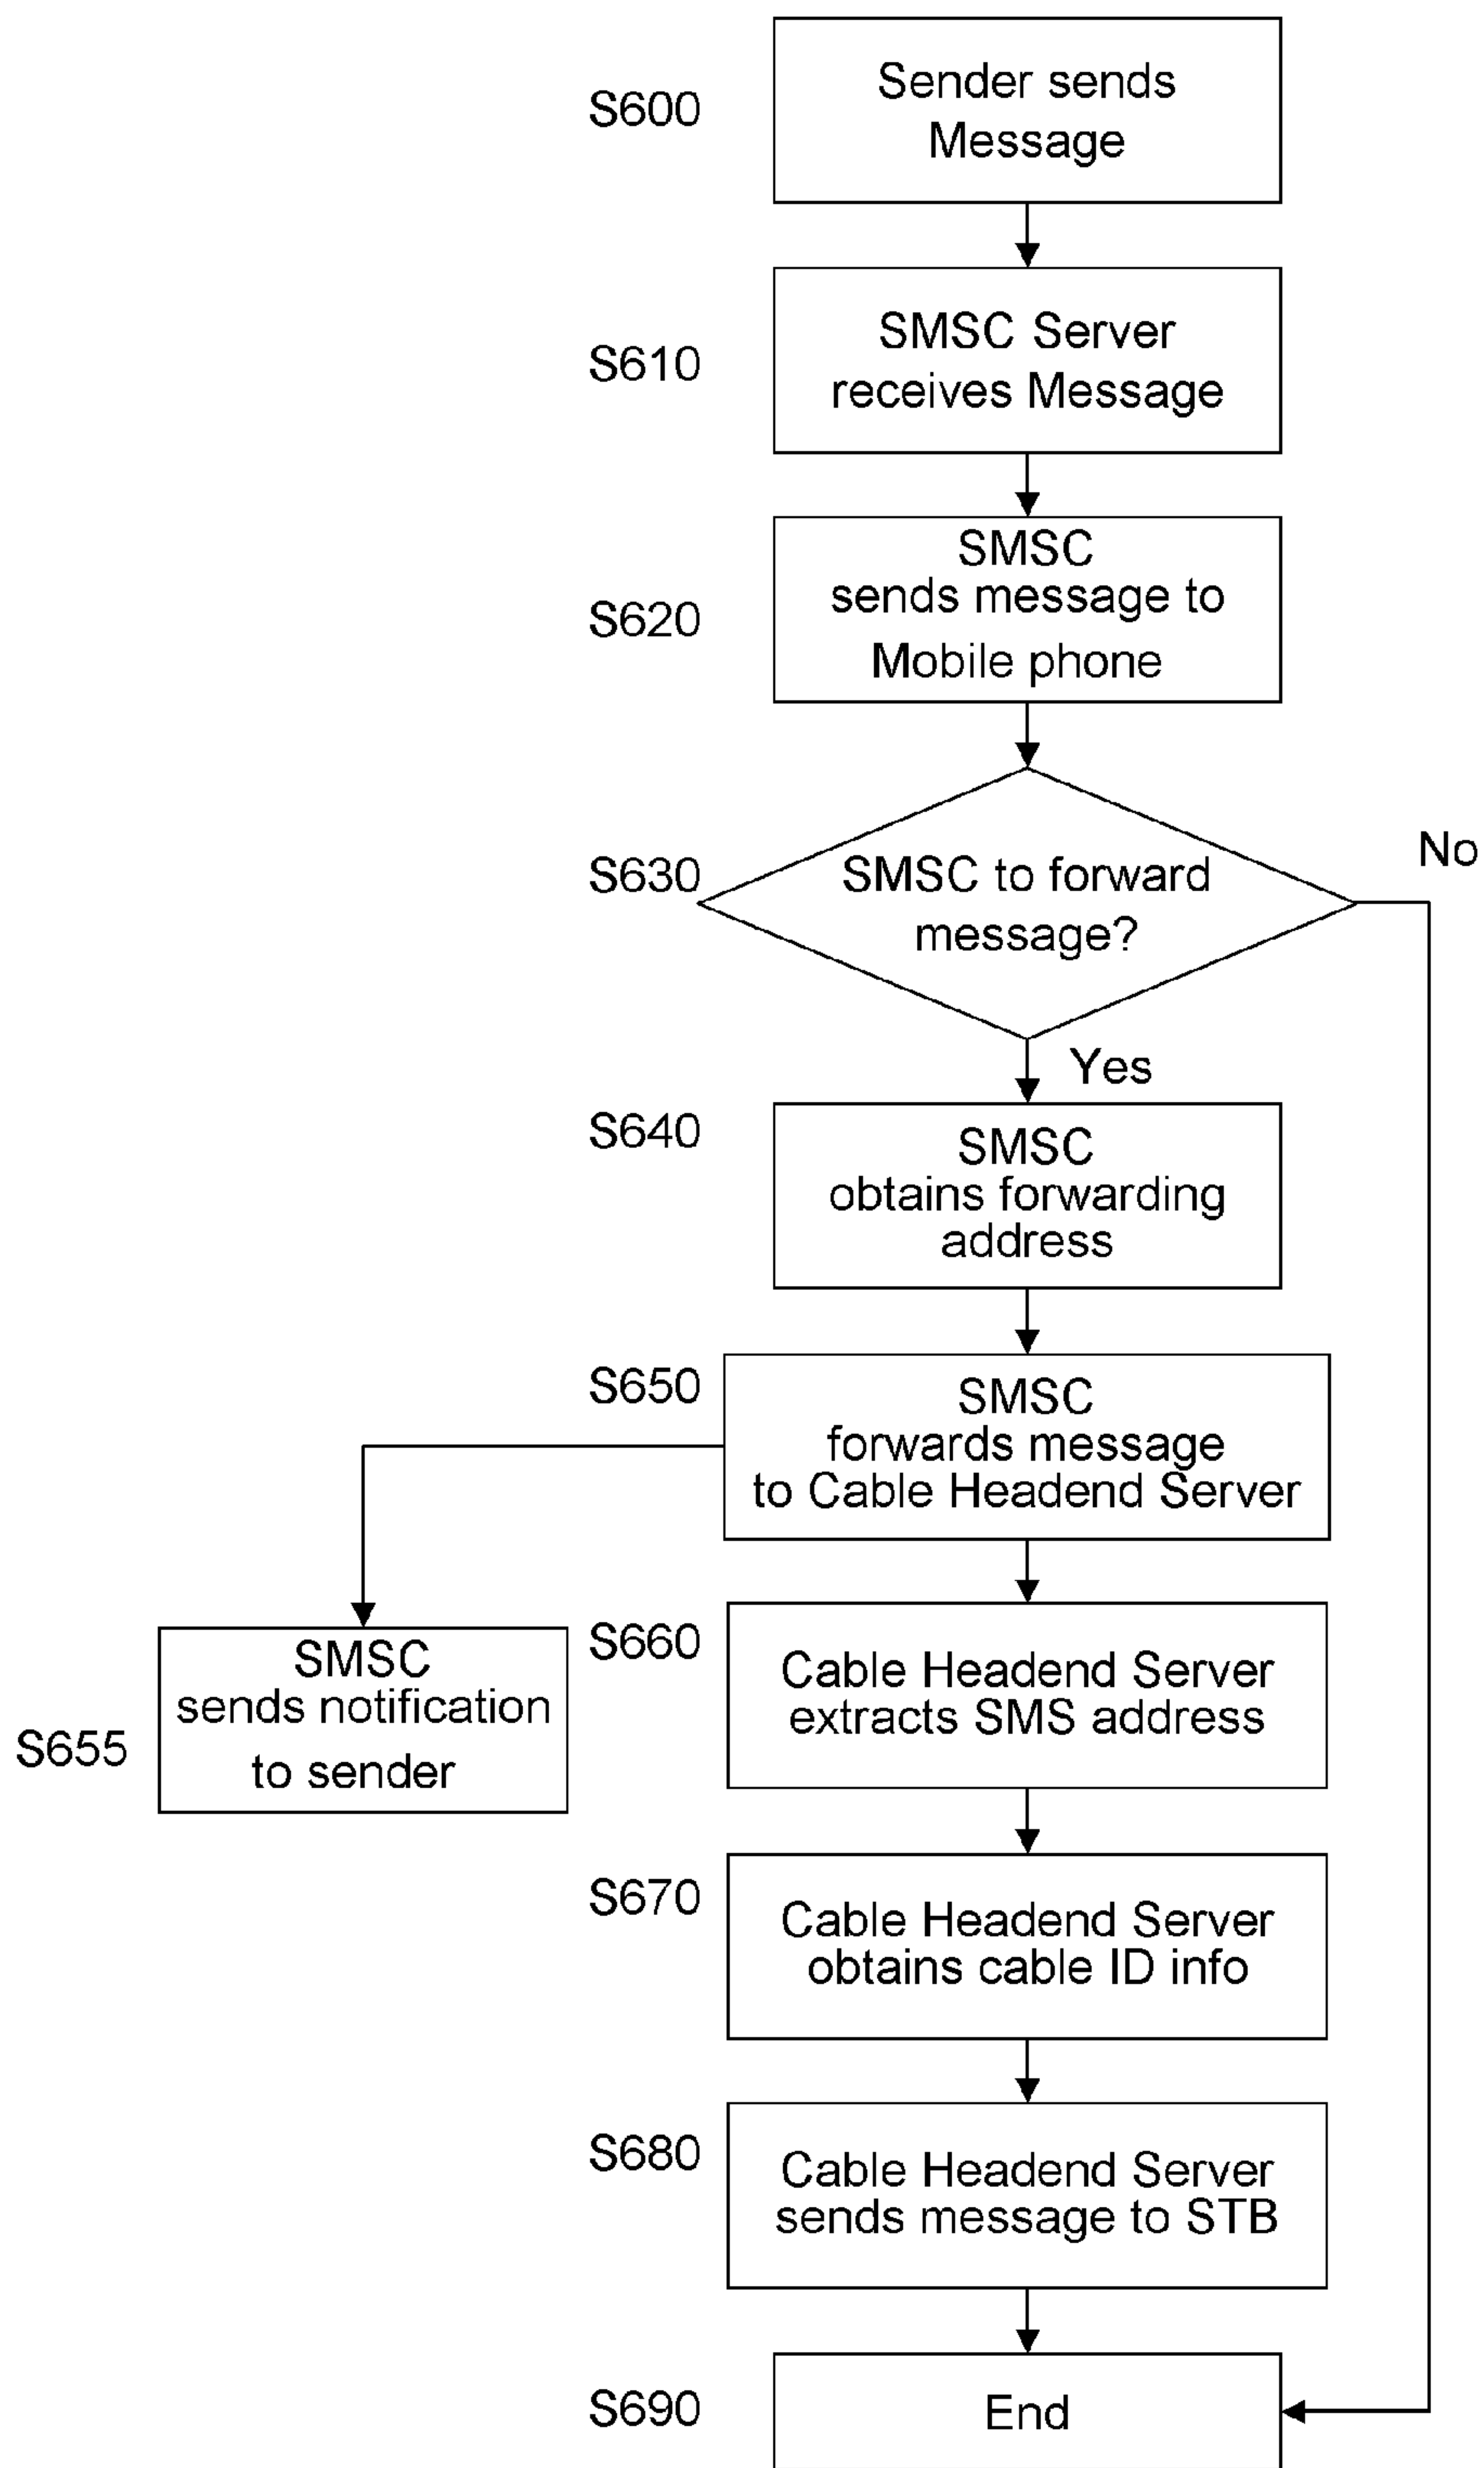 S600
Sender sends
Message
S610
SMSC Server
receives Message
S620
SMSC
sends message to
Mobile phone
S630
SMSC to forward
message?
No
Yes
S640
SMSC
obtains forwarding
address
S650
SMSC
forwards message
to Cable Headend Server
S655
SMSC
sends notification
to sender
S660
Cable Headend Server
extracts SMS address
S670
Cable Headend Server
obtains cable ID info
S680
Cable Headend Server
sends message to STB
S690
End